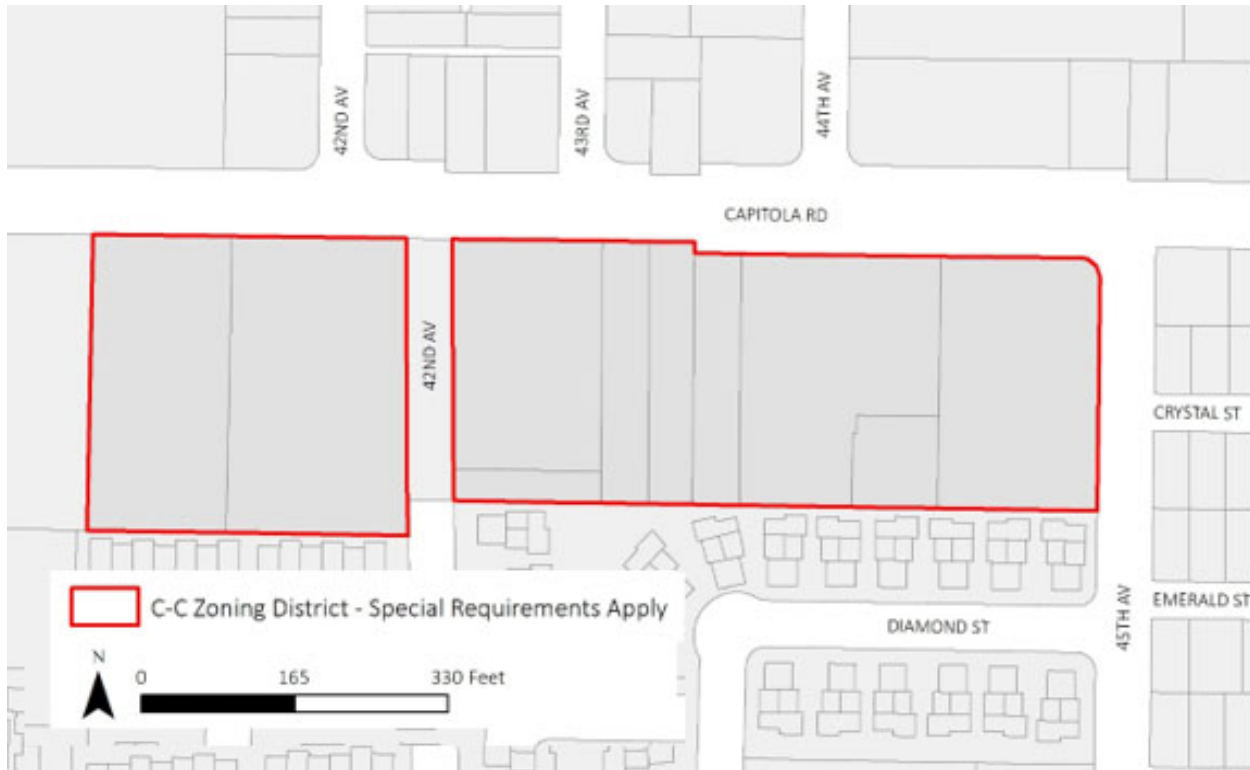 42ND AV
43RD AV
44TH AV
CAPITOLA RD
42ND AV
CRYSTAL ST
EMERALD ST
45TH AV
DIAMOND ST
C-C Zoning District - Special Requirements Apply
N
0 165 330 Feet